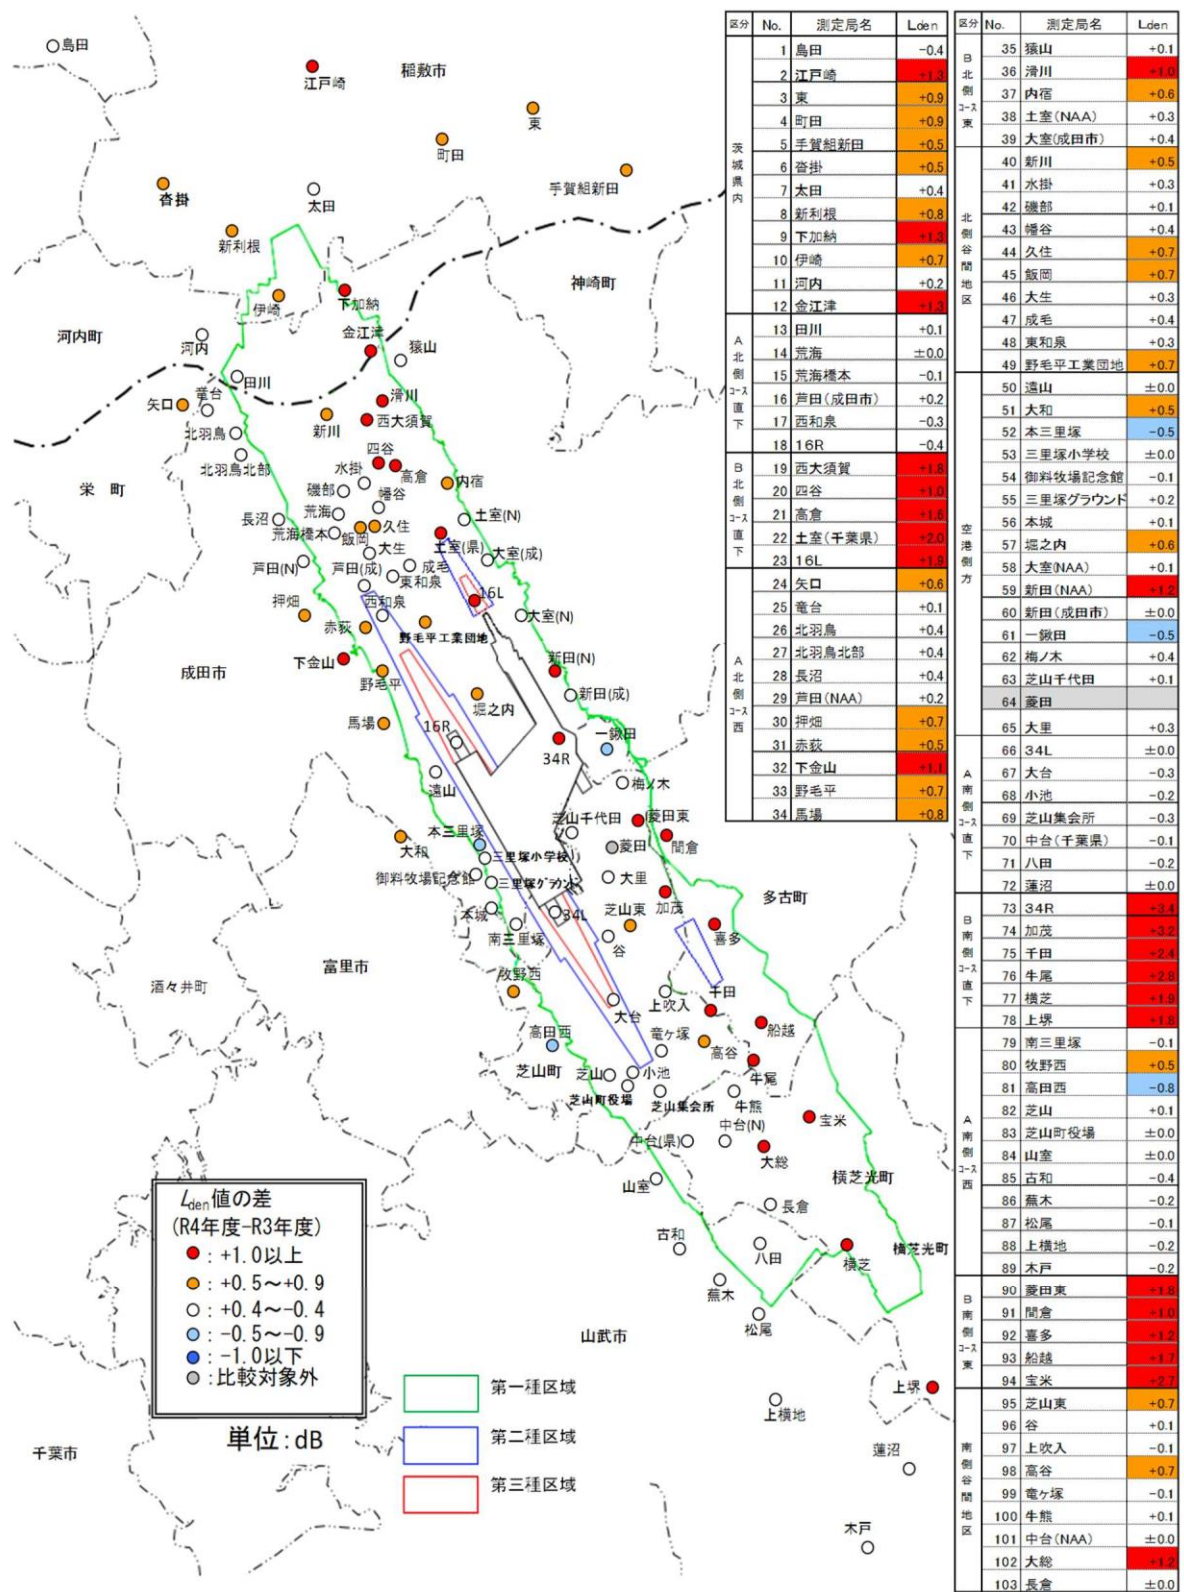 島田
江戸崎
稲敷市
東
町田
手賀組新田
沓掛
太田
新利根
伊崎
下加納
神崎町
河内町
河内
金江津
猿山
田川
竜台
矢口
滑川
新川
西大須賀
北羽鳥
北羽鳥北部
四谷
水掛
高倉
栄 町
磯部
幡谷
内宿
長沼
荒海
荒海橋本
久住
飯岡
土室(N)
土室(県)
大生
大室(成)
芦田(N)
芦田(成)
成毛
東和泉
16L
押畑
西和泉
大室(N)
赤荻
野毛平工業団地
成田市
下金山
野毛平
新田(N)
堀之内
新田(成)
馬場
16R
34R
一鍬田
遠山
梅ノ木
本三里塚
芝山千代田
菱田東
大和
三里塚小学校
菱田
間倉
御料牧場記念館
三里塚グラウンド
大里
多古町
本城
34L
芝山東
加茂
喜多
南三里塚
谷
富里市
酒々井町
牧野西
上吹入
千田
大台
船越
高田西
竜ケ塚
高谷
芝山町
芝山
小池
牛尾
芝山町役場
芝山集会所
牛熊
宝米
中台(県)
中台(N)
大総
山室
横芝光町
長倉
古和
八田
横芝
横芝光町
蕪木
松尾
山武市
上堺
上横地
蓮沼
木戸
千葉市
Lden値の差
(R4年度-R3年度)
: +1.0以上
: +0.5～+0.9
: +0.4～-0.4
: -0.5～-0.9
: -1.0以下
: 比較対象外
単位:dB
第一種区域
第二種区域
第三種区域
区分 No. 測定局名 Lden
茨城県内
1 島田 -0.4
2 江戸崎 +1.3
3 東 +0.9
4 町田 +0.9
5 手賀組新田 +0.5
6 沓掛 +0.5
7 太田 +0.4
8 新利根 +0.8
9 下加納 +1.3
10 伊崎 +0.7
11 河内 +0.2
12 金江津 +1.3
A北側コース直下
13 田川 +0.1
14 荒海 ±0.0
15 荒海橋本 -0.1
16 芦田(成田市) +0.2
17 西和泉 -0.3
18 16R -0.4
B北側コース直下
19 西大須賀 +1.8
20 四谷 +1.0
21 高倉 +1.8
22 土室(千葉県) +2.0
23 16L +1.9
A北側コース西
24 矢口 +0.6
25 竜台 +0.1
26 北羽鳥 +0.4
27 北羽鳥北部 +0.4
28 長沼 +0.4
29 芦田(NAA) +0.2
30 押畑 +0.7
31 赤荻 +0.5
32 下金山 +1.1
33 野毛平 +0.7
34 馬場 +0.8
区分 No. 測定局名 Lden
B北側コース東
35 猿山 +0.1
36 滑川 +1.0
37 内宿 +0.6
38 土室(NAA) +0.3
39 大室(成田市) +0.4
北側谷間地区
40 新川 +0.5
41 水掛 +0.3
42 磯部 +0.1
43 幡谷 +0.4
44 久住 +0.7
45 飯岡 +0.7
46 大生 +0.3
47 成毛 +0.4
48 東和泉 +0.3
49 野毛平工業団地 +0.7
空港側方
50 遠山 ±0.0
51 大和 +0.5
52 本三里塚 -0.5
53 三里塚小学校 ±0.0
54 御料牧場記念館 -0.1
55 三里塚グラウンド +0.2
56 本城 +0.1
57 堀之内 +0.6
58 大室(NAA) +0.1
59 新田(NAA) +1.2
60 新田(成田市) ±0.0
61 一鍬田 -0.5
62 梅ノ木 +0.4
63 芝山千代田 +0.1
64 菱田
65 大里 +0.3
A南側コース直下
66 34L ±0.0
67 大台 -0.3
68 小池 -0.2
69 芝山集会所 -0.3
70 中台(千葉県) -0.1
71 八田 -0.2
72 蓮沼 ±0.0
B南側コース直下
73 34R +3.4
74 加茂 +3.2
75 千田 +2.4
76 牛尾 +2.8
77 横芝 +1.9
78 上堺 +1.8
A南側コース西
79 南三里塚 -0.1
80 牧野西 +0.5
81 高田西 -0.8
82 芝山 +0.1
83 芝山町役場 ±0.0
84 山室 ±0.0
85 古和 -0.4
86 蕪木 -0.2
87 松尾 -0.1
88 上横地 -0.2
89 木戸 -0.2
B南側コース東
90 菱田東 +1.8
91 間倉 +1.0
92 喜多 +1.2
93 船越 +1.7
94 宝米 +2.7
南側谷間地区
95 芝山東 +0.7
96 谷 +0.1
97 上吹入 -0.1
98 高谷 +0.7
99 竜ケ塚 -0.1
100 牛熊 +0.1
101 中台(NAA) ±0.0
102 大総 +1.2
103 長倉 ±0.0